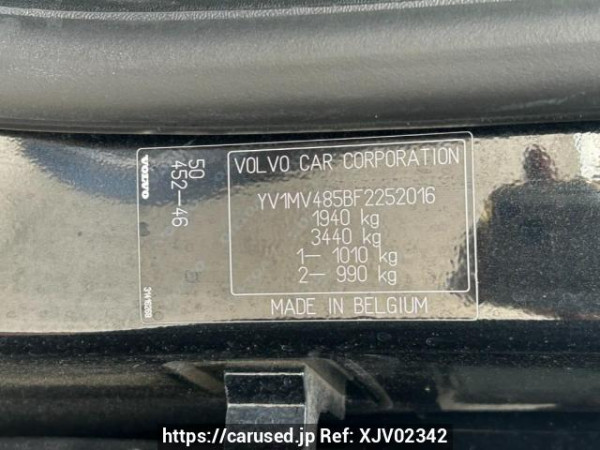 VOLVO
50
452-46
31416268
VOLVO CAR CORPORATION
YV1MV485BF2252016
1940 kg
3440 kg
1- 1010 kg
2- 990 kg
MADE IN BELGIUM
https://carused.jp Ref: XJV02342